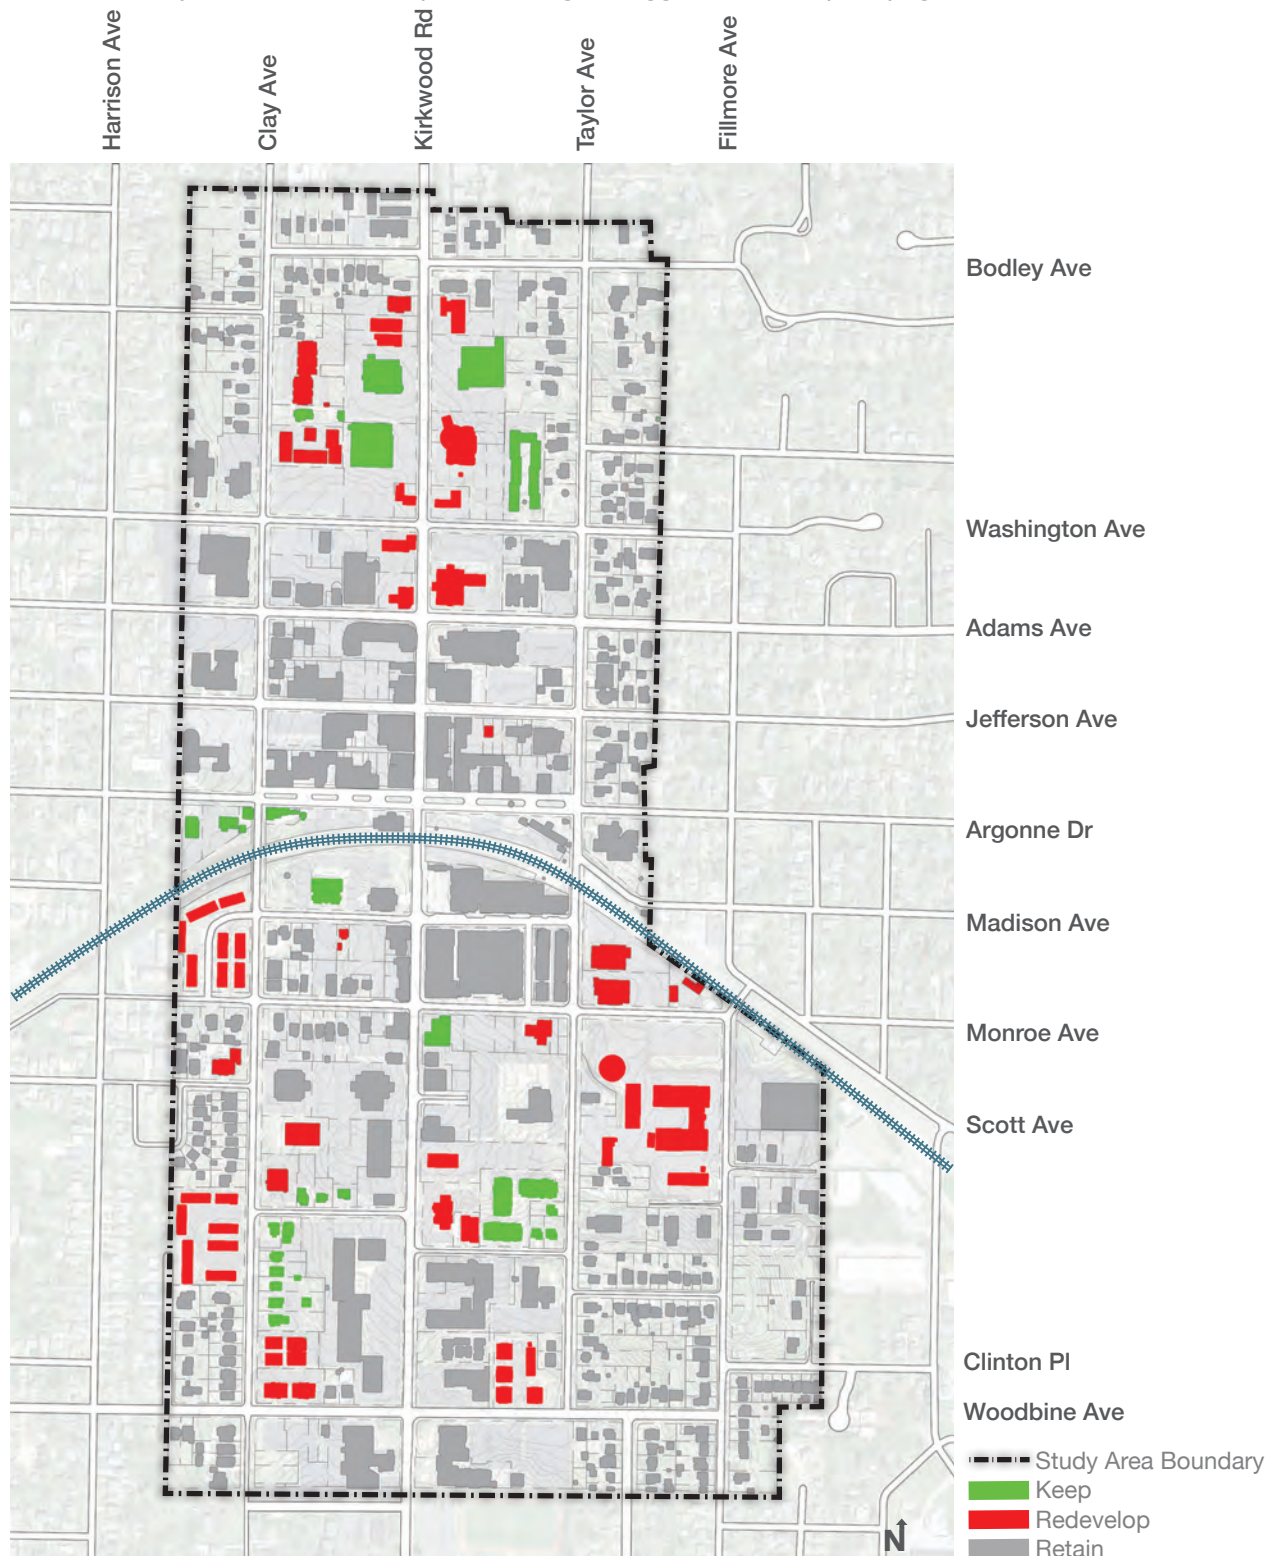 Harrison Ave
Clay Ave
Kirkwood Rd
Taylor Ave
Fillmore Ave
Bodley Ave
Washington Ave
Adams Ave
Jefferson Ave
Argonne Dr
Madison Ave
Monroe Ave
Scott Ave
Clinton Pl
Woodbine Ave
Study Area Boundary
Keep
Redevelop
Retain
N